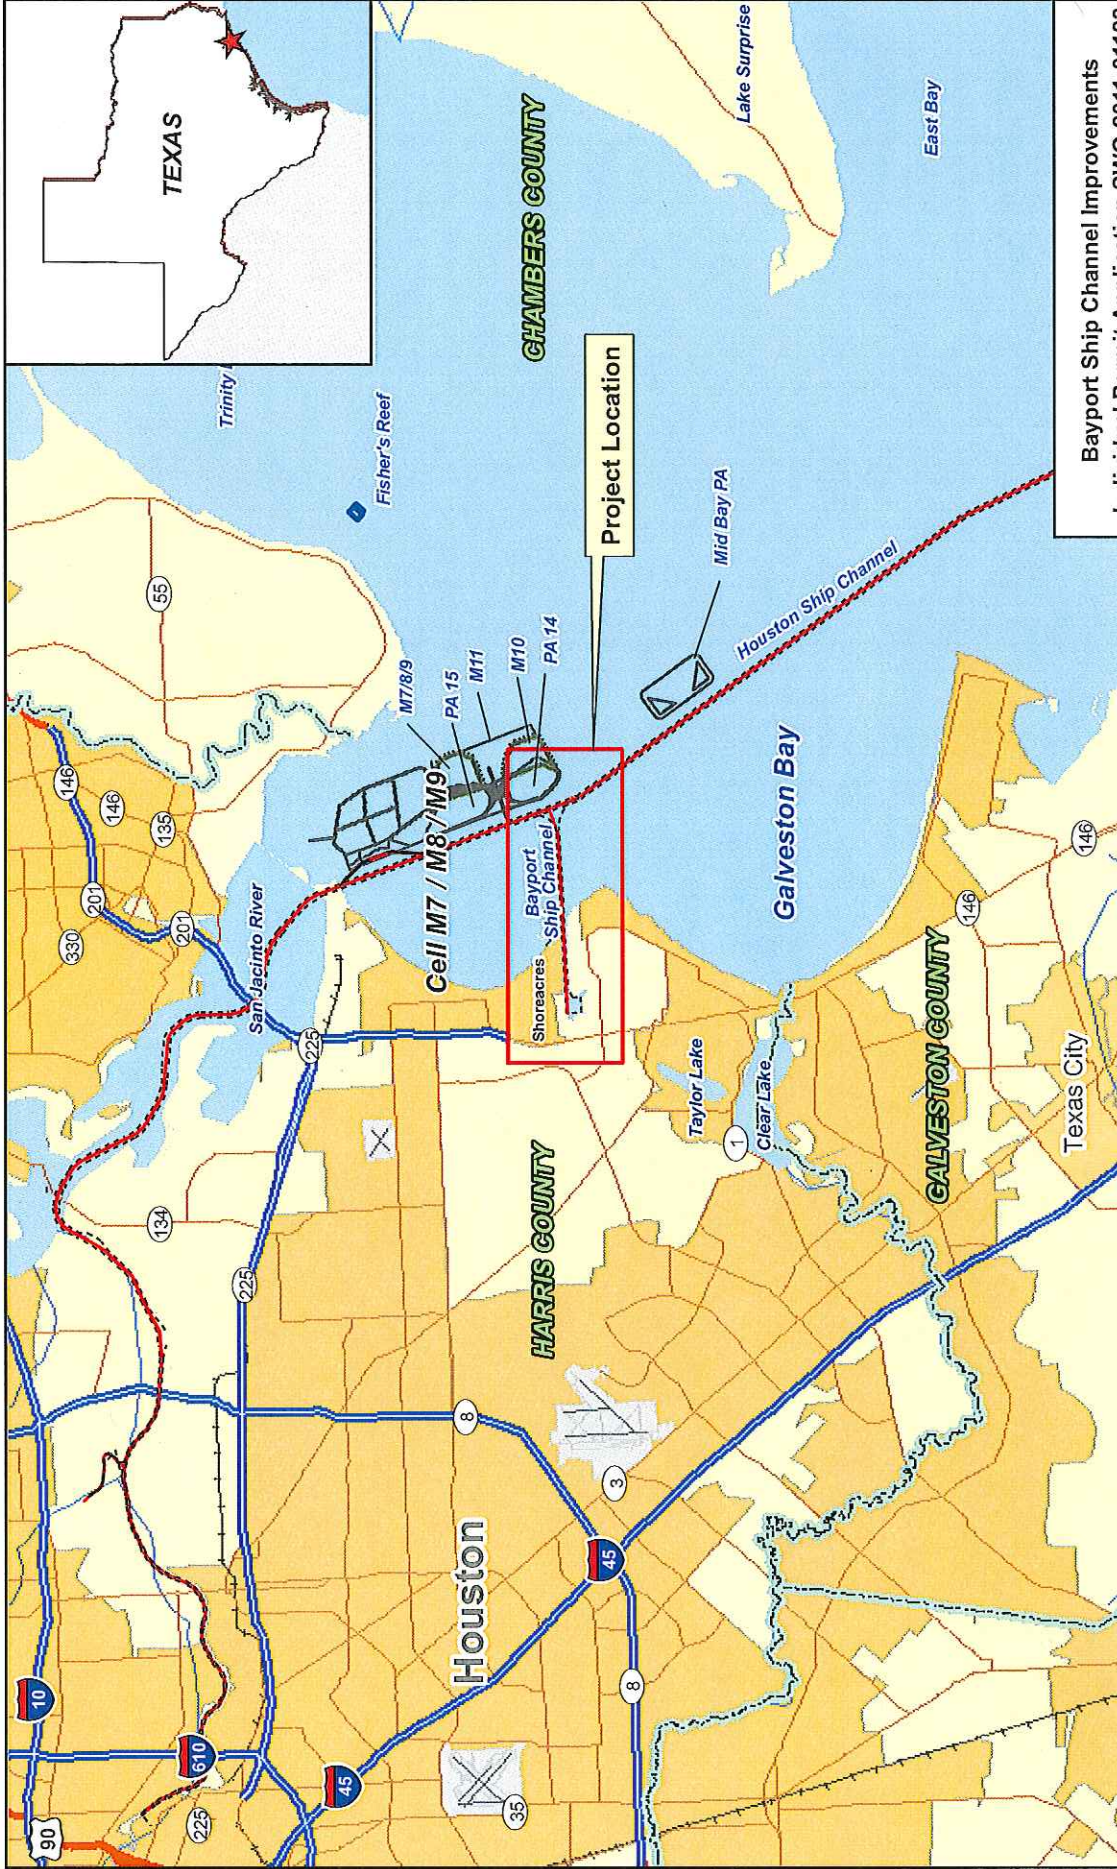 TEXAS
Trinity
Fisher's Reef
CHAMBERS COUNTY
Lake Surprise
East Bay
Project Location
Mid Bay PA
Houston Ship Channel
M7/8/9
PA 15
M11
M10
PA 14
Cell M7 / M8 / M9
Bayport
Ship Channel
Shoreacres
Galveston Bay
San Jacinto River
Taylor Lake
Clear Lake
HARRIS COUNTY
GALVESTON COUNTY
Texas City
Houston
55
146
146
135
201
201
330
225
134
225
8
3
45
8
1
146
146
10
610
45
225
35
90
Bayport Ship Channel Improvements